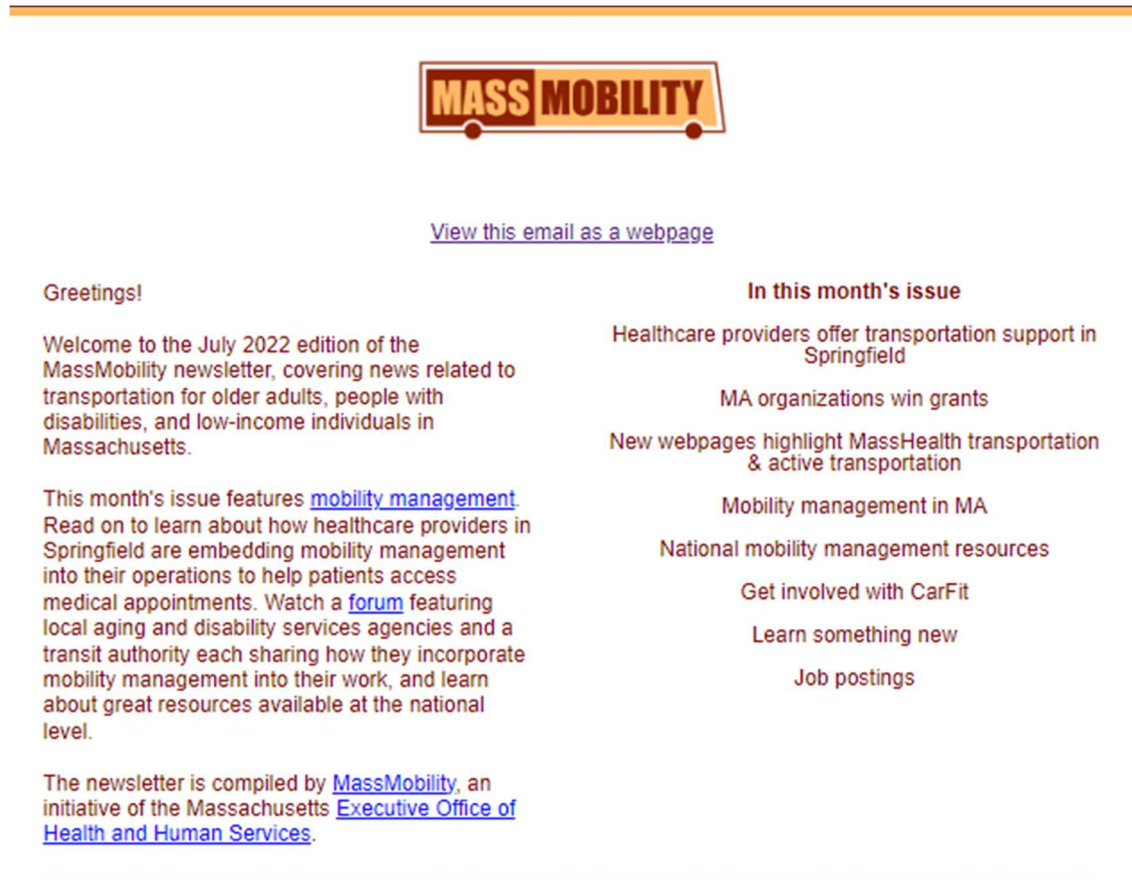 MASS MOBILITY
View this email as a webpage
Greetings!
Welcome to the July 2022 edition of the
MassMobility newsletter, covering news related to
transportation for older adults, people with
disabilities, and low-income individuals in
Massachusetts.
This month's issue features mobility management.
Read on to learn about how healthcare providers in
Springfield are embedding mobility management
into their operations to help patients access
medical appointments. Watch a forum featuring
local aging and disability services agencies and a
transit authority each sharing how they incorporate
mobility management into their work, and learn
about great resources available at the national
level.
The newsletter is compiled by MassMobility, an
initiative of the Massachusetts Executive Office of
Health and Human Services.
In this month's issue
Healthcare providers offer transportation support in
Springfield
MA organizations win grants
New webpages highlight MassHealth transportation
& active transportation
Mobility management in MA
National mobility management resources
Get involved with CarFit
Learn something new
Job postings